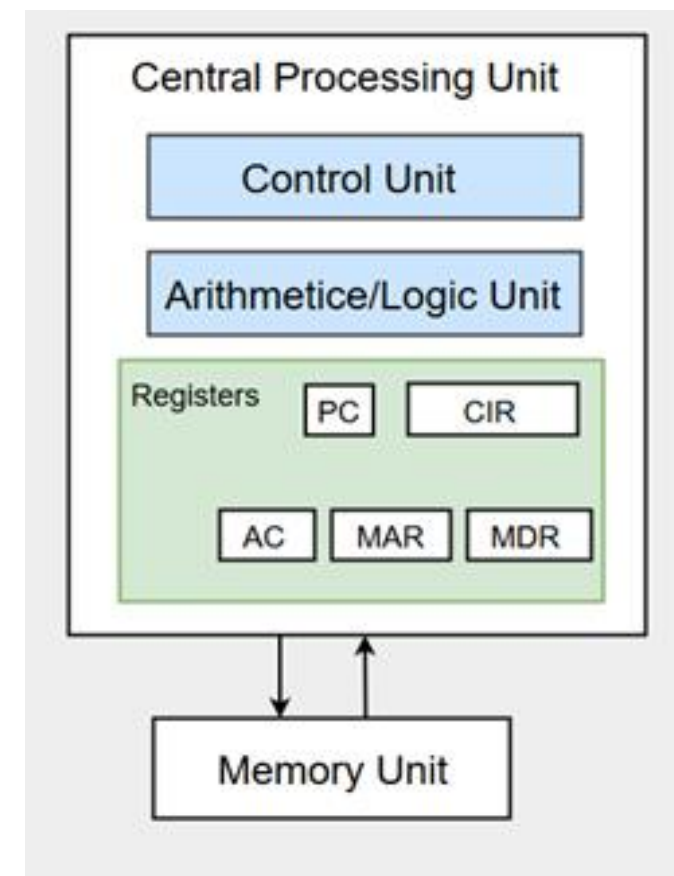 Central Processing Unit
Control Unit
Arithmetice/Logic Unit
Registers
PC
CIR
AC
MAR
MDR
Memory Unit